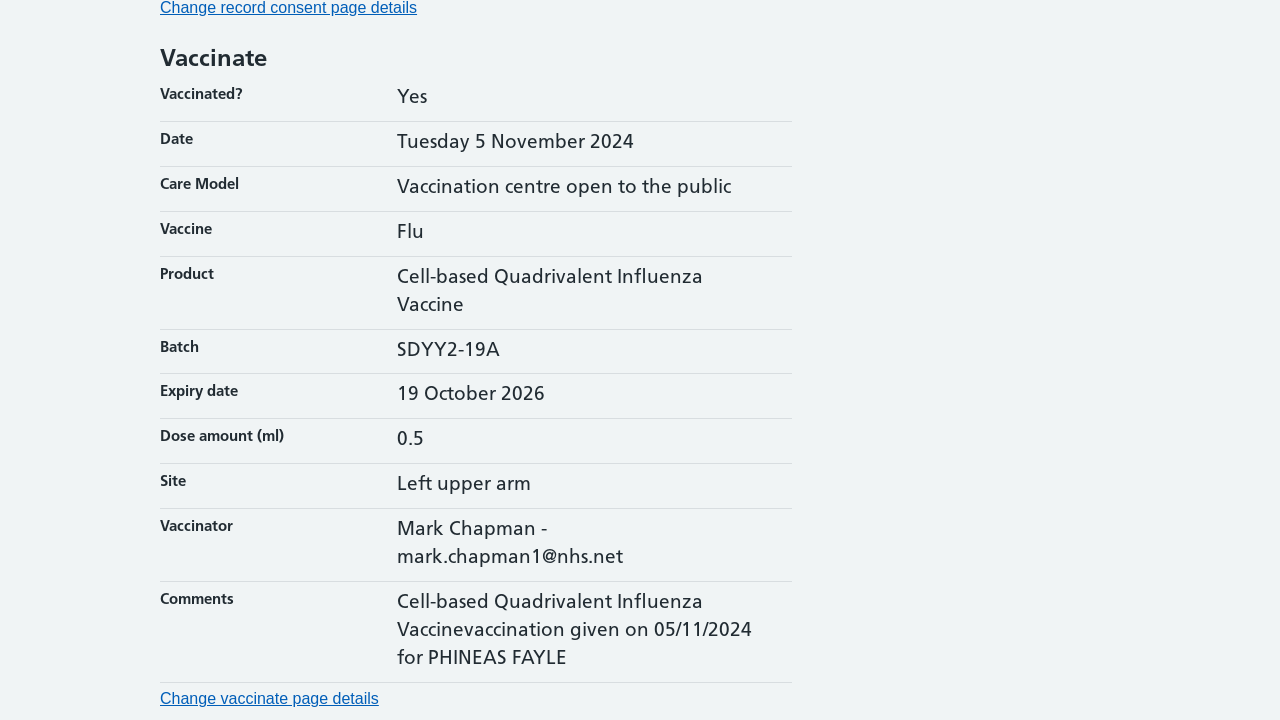 Change record consent page details
Vaccinate
Vaccinated? Yes
Date Tuesday 5 November 2024
Care Model Vaccination centre open to the public
Vaccine Flu
Product Cell-based Quadrivalent Influenza
Vaccine
Batch SDYY2-19A
Expiry date 19 October 2026
Dose amount (ml) 0.5
Site Left upper arm
Vaccinator Mark Chapman -
mark.chapman1@nhs.net
Comments Cell-based Quadrivalent Influenza
Vaccinevaccination given on 05/11/2024
for PHINEAS FAYLE
Change vaccinate page details